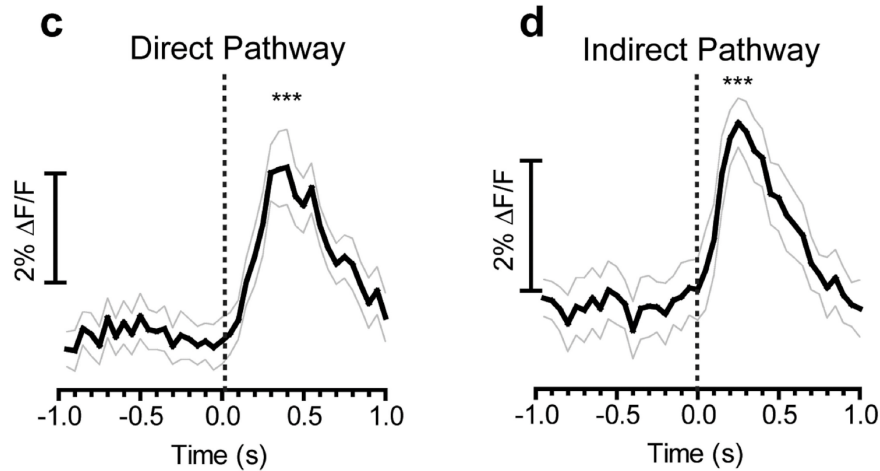 c
Direct Pathway
***
2% ΔF/F
-1.0 -0.5 0.0 0.5 1.0
Time (s)
d
Indirect Pathway
***
2% ΔF/F
-1.0 -0.5 0.0 0.5 1.0
Time (s)